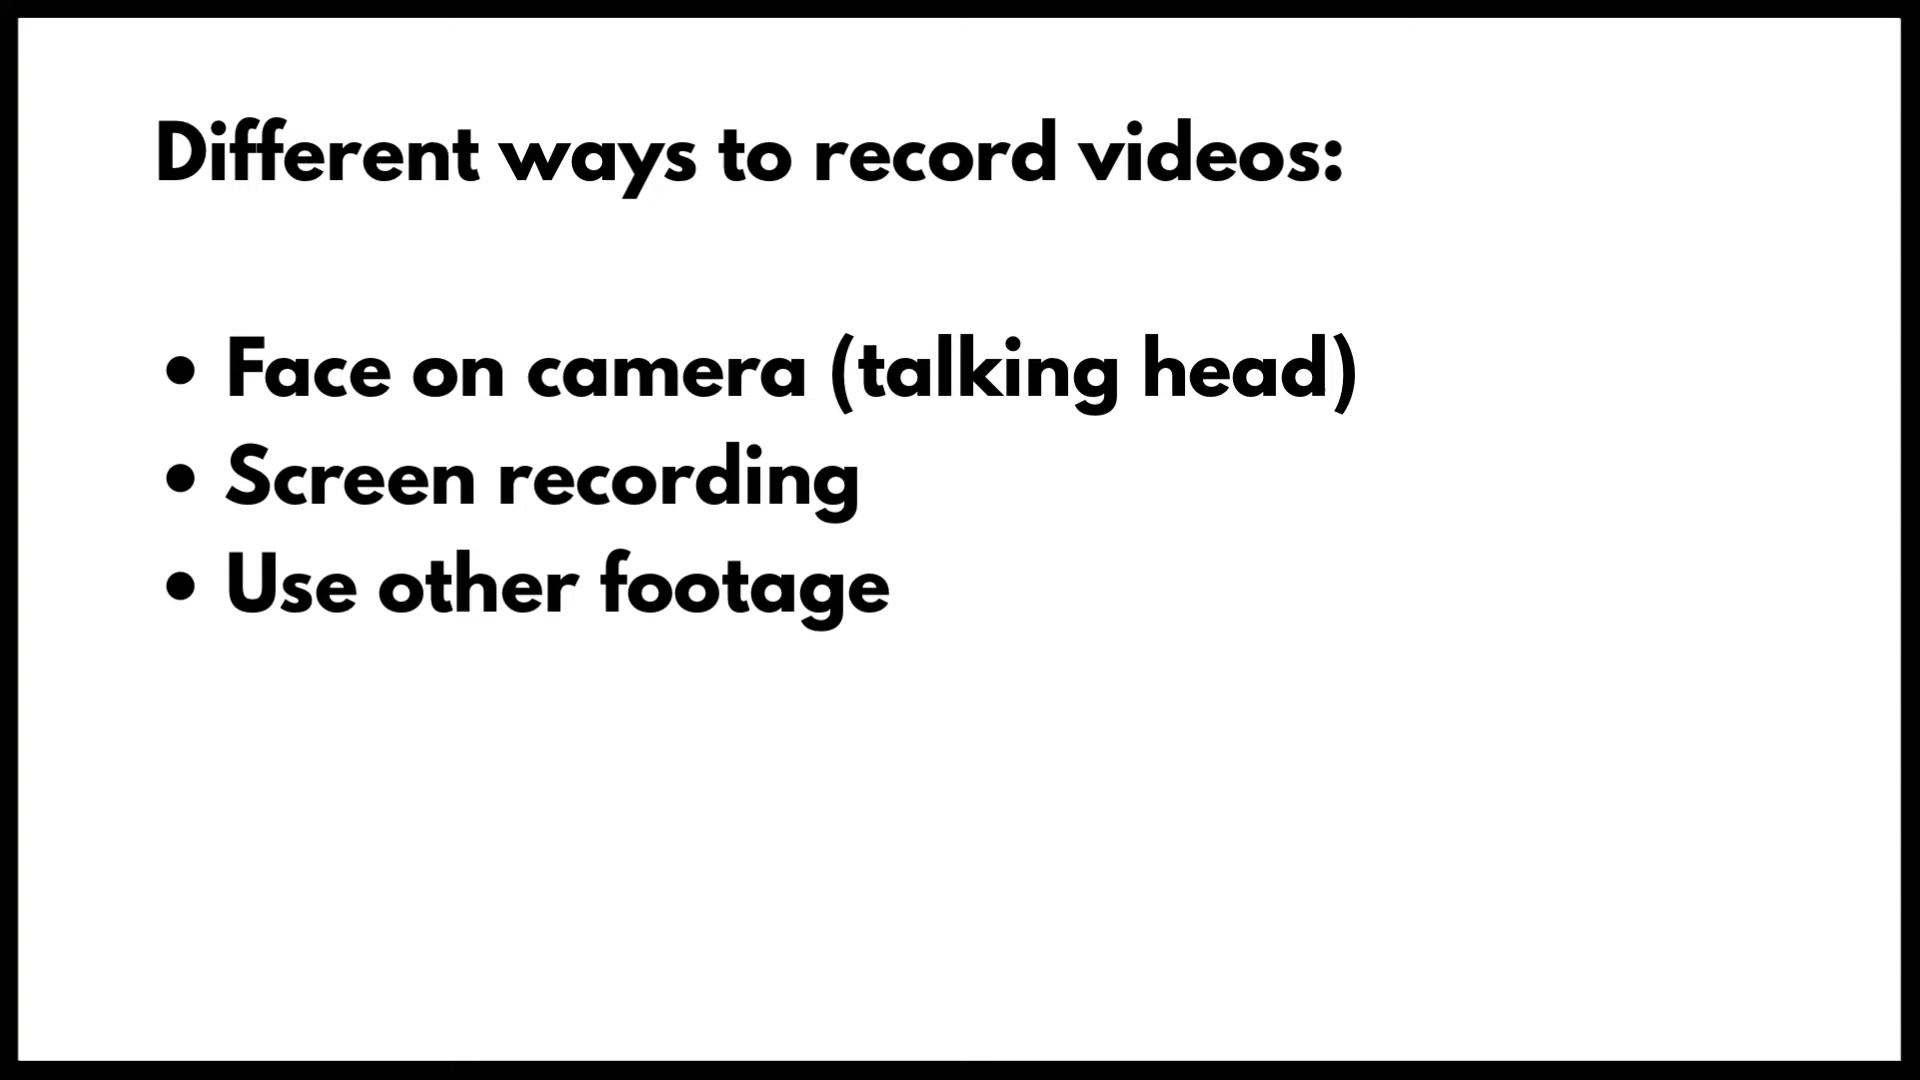 Different ways to record videos:
• Face on camera (talking head)
• Screen recording
• Use other footage